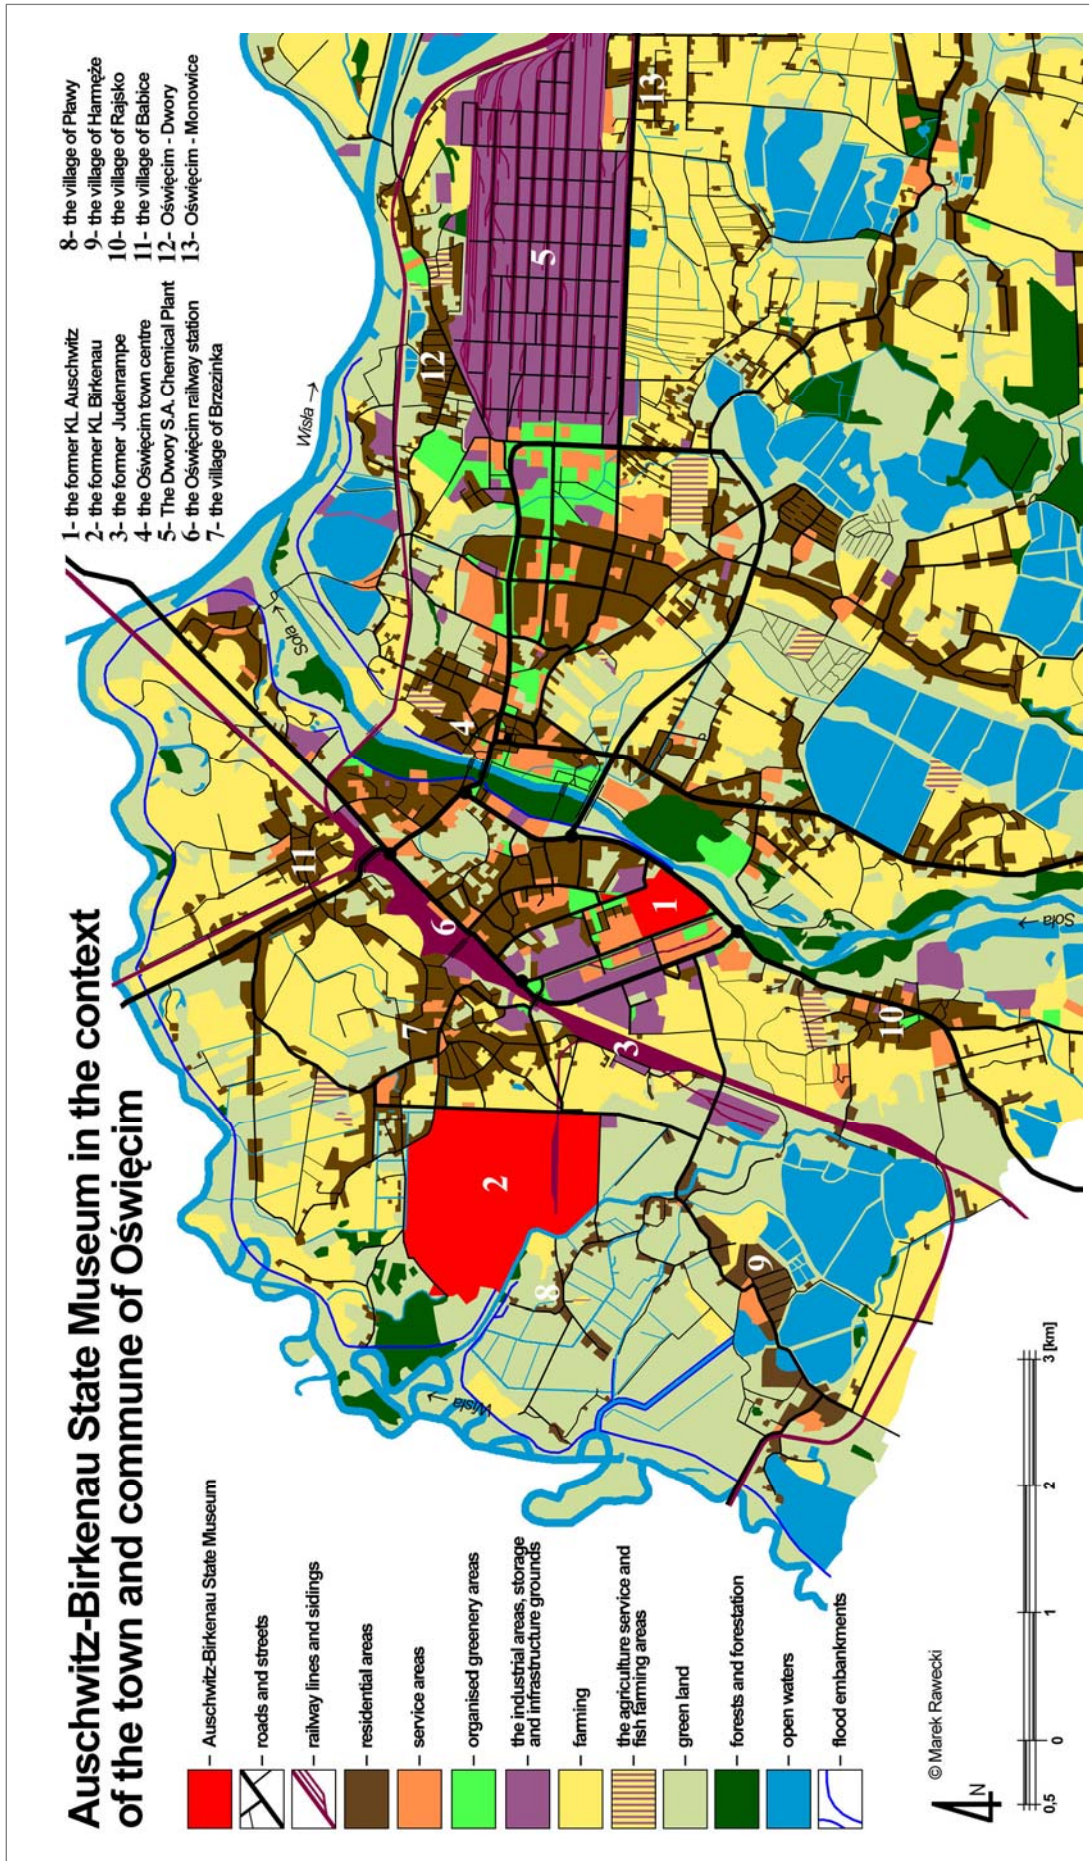 Auschwitz-Birkenau State Museum in the context
of the town and commune of Oświęcim
1- the former KL Auschwitz
2- the former KL Birkenau
3- the former Judenrampe
4- the Oświęcim town centre
5- The Dwory S.A. Chemical Plant
6- the Oświęcim railway station
7- the village of Brzezinka
8- the village of Pławy
9- the village of Harmęże
10- the village of Rajsko
11- the village of Babice
12- Oświęcim - Dwory
13- Oświęcim - Monowice
Wisła →
Soła →
Wisła →
Soła →
1
2
3
4
5
6
7
8
9
10
11
12
13
– Auschwitz-Birkenau State Museum
– roads and streets
– railway lines and sidings
– residential areas
– service areas
– organised greenery areas
– the industrial areas, storage
and infrastructure grounds
– farming
– the agriculture service and
fish farming areas
– green land
– forests and forestation
– open waters
– flood embankments
© Marek Rawecki
N
0,5 0 1 2 3 [km]